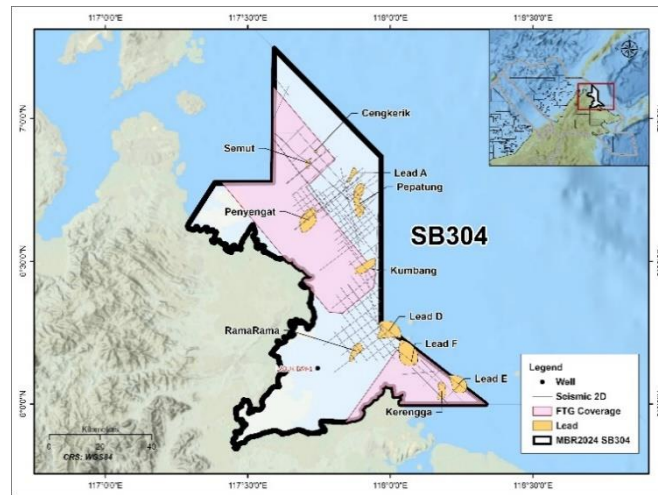 117°0'0"E
117°30'0"E
118°0'0"E
118°30'0"E
7°0'0"N
Cengkerik
Semut
Lead A
Pepatung
Penyengat
SB304
6°30'0"N
Kumbang
Lead D
RamaRama
Lead F
Lead E
Kerengga
6°0'0"N
Legend
Well
Seismic 2D
FTG Coverage
Lead
MBR2024 SB304
Kilometers
0 20 40
CRS: WGS84
117°0'0"E
117°30'0"E
118°0'0"E
118°30'0"E